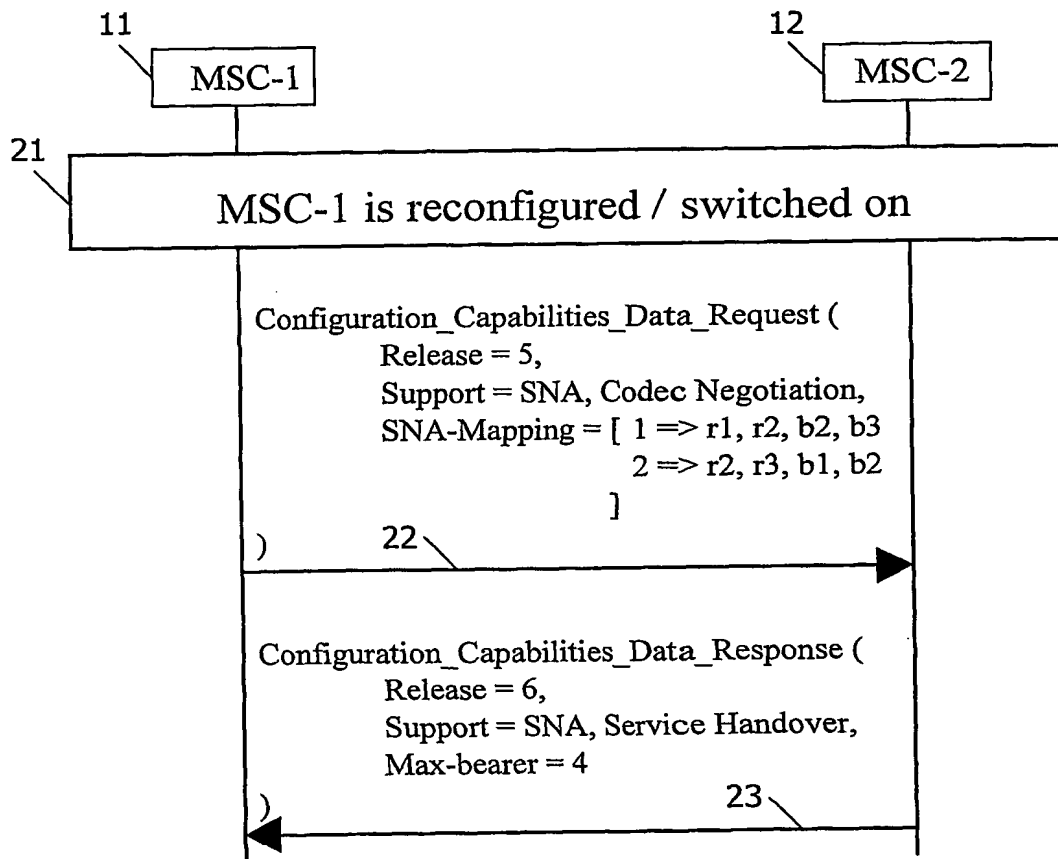 11
MSC-1
12
MSC-2
21
MSC-1 is reconfigured / switched on
Configuration_Capabilities_Data_Request (
Release = 5,
Support = SNA, Codec Negotiation,
SNA-Mapping = [ 1 => r1, r2, b2, b3
2 => r2, r3, b1, b2
]
)
22
Configuration_Capabilities_Data_Response (
Release = 6,
Support = SNA, Service Handover,
Max-bearer = 4
)
23